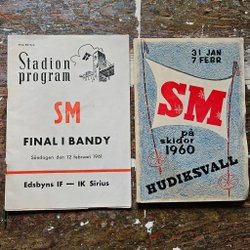 Stadion
program
SM
FINAL I BANDY
Söndagen den 12 februari 1961
Edsbyns IF — IK Sirius
31 JAN
7 FEBR
SM
på
skidor
1960
HUDIKSVALL